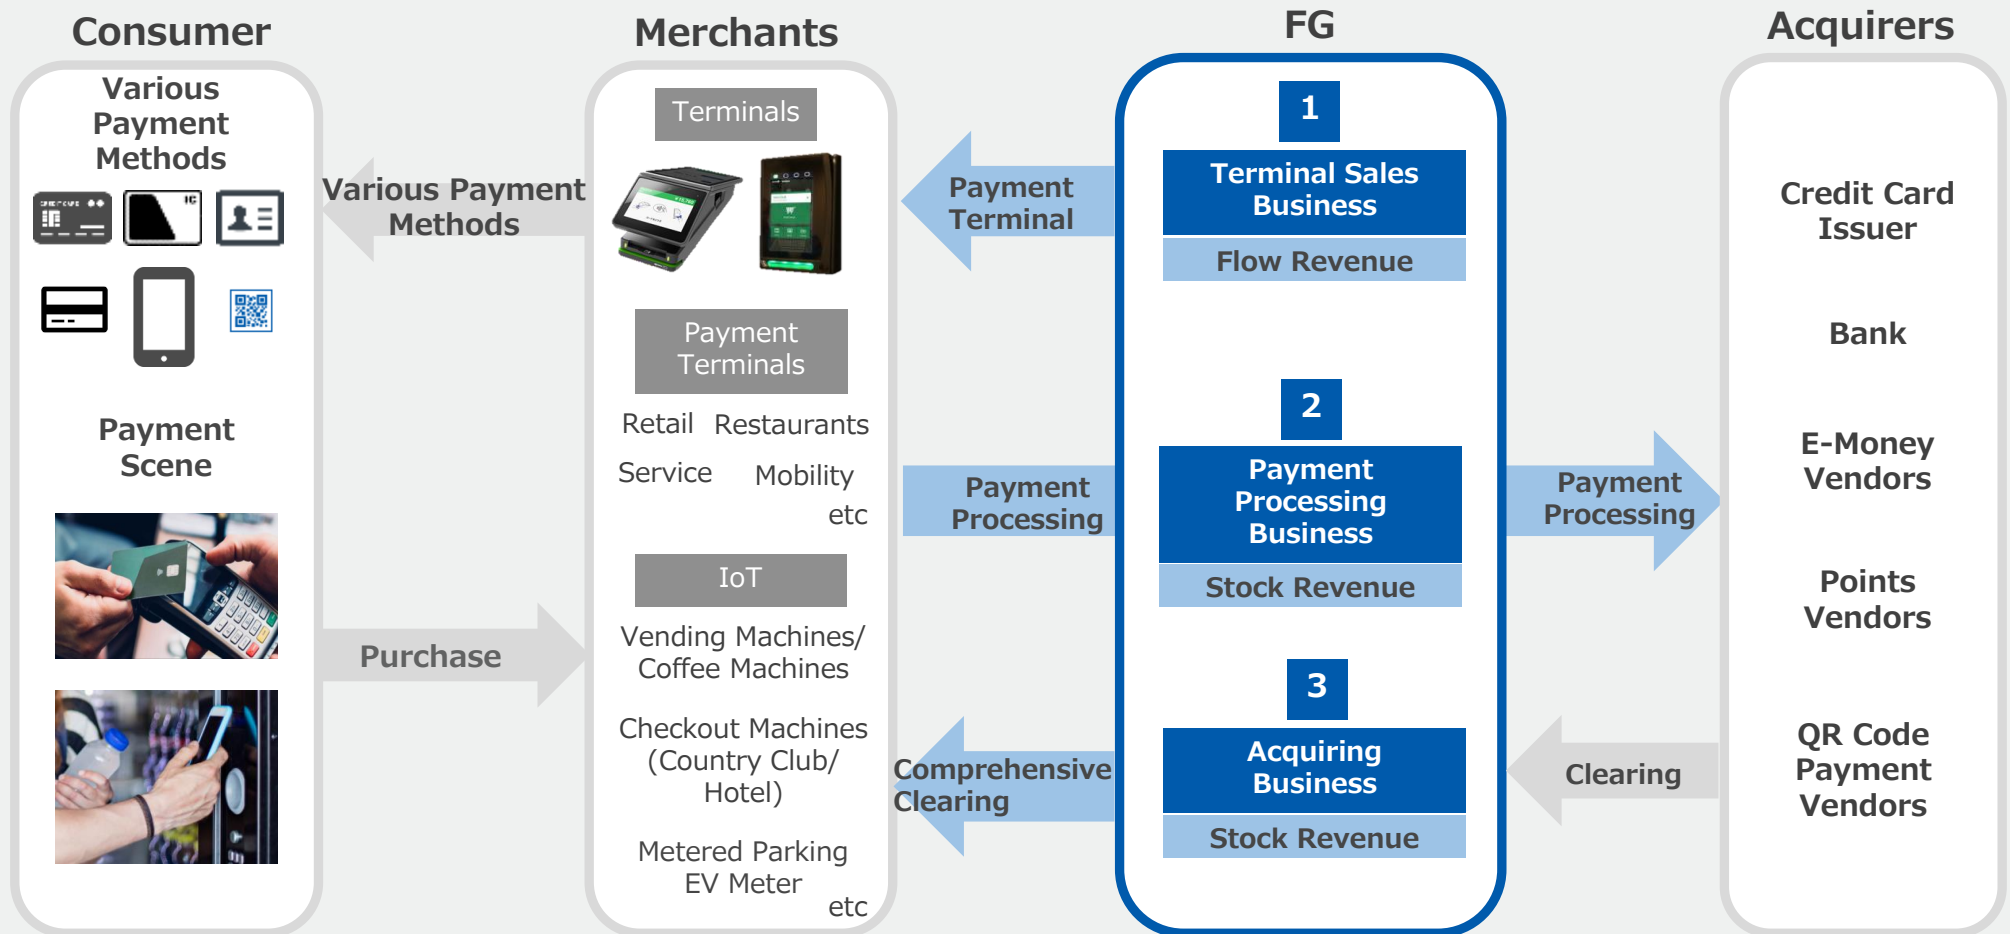 Consumer
Various
Payment
Methods
CREDIT CARD
IC
Payment
Scene
Various Payment
Methods
Purchase
Merchants
Terminals
Payment
Terminals
Retail Restaurants
Service Mobility
etc
IoT
Vending Machines/
Coffee Machines
Checkout Machines
(Country Club/
Hotel)
Metered Parking
EV Meter
etc
Payment
Terminal
Payment
Processing
Comprehensive
Clearing
FG
1
Terminal Sales
Business
Flow Revenue
2
Payment
Processing
Business
Stock Revenue
3
Acquiring
Business
Stock Revenue
Payment
Processing
Clearing
Acquirers
Credit Card
Issuer
Bank
E-Money
Vendors
Points
Vendors
QR Code
Payment
Vendors